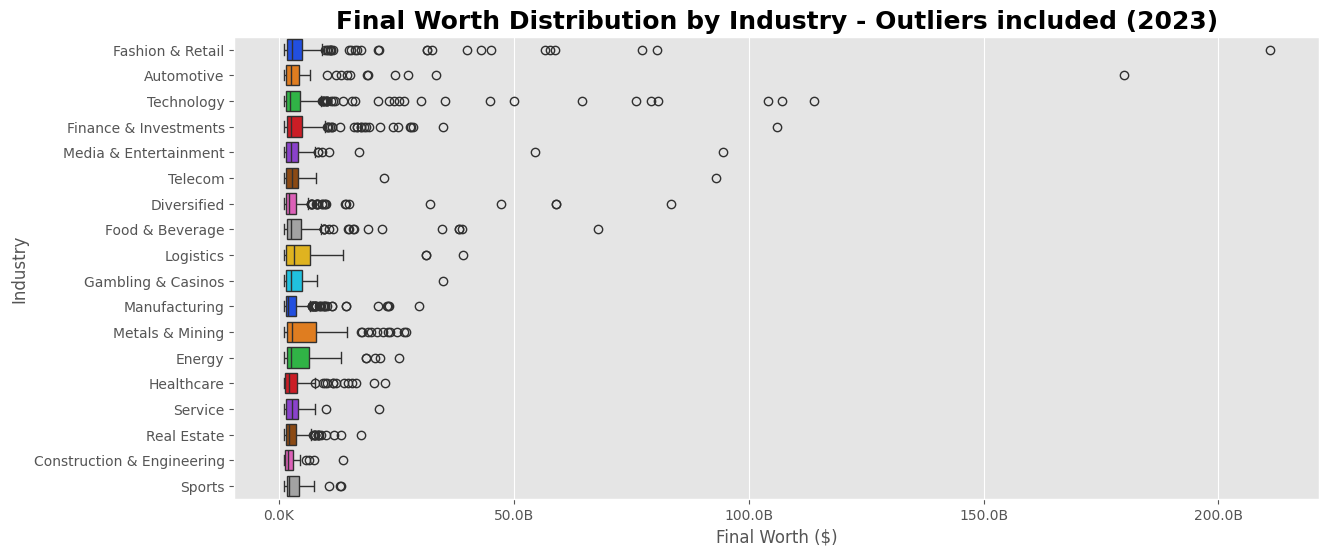 Final Worth Distribution by Industry - Outliers included (2023)
Industry
Fashion & Retail
Automotive
Technology
Finance & Investments
Media & Entertainment
Telecom
Diversified
Food & Beverage
Logistics
Gambling & Casinos
Manufacturing
Metals & Mining
Energy
Healthcare
Service
Real Estate
Construction & Engineering
Sports
0.0K 50.0B 100.0B 150.0B 200.0B
Final Worth ($)